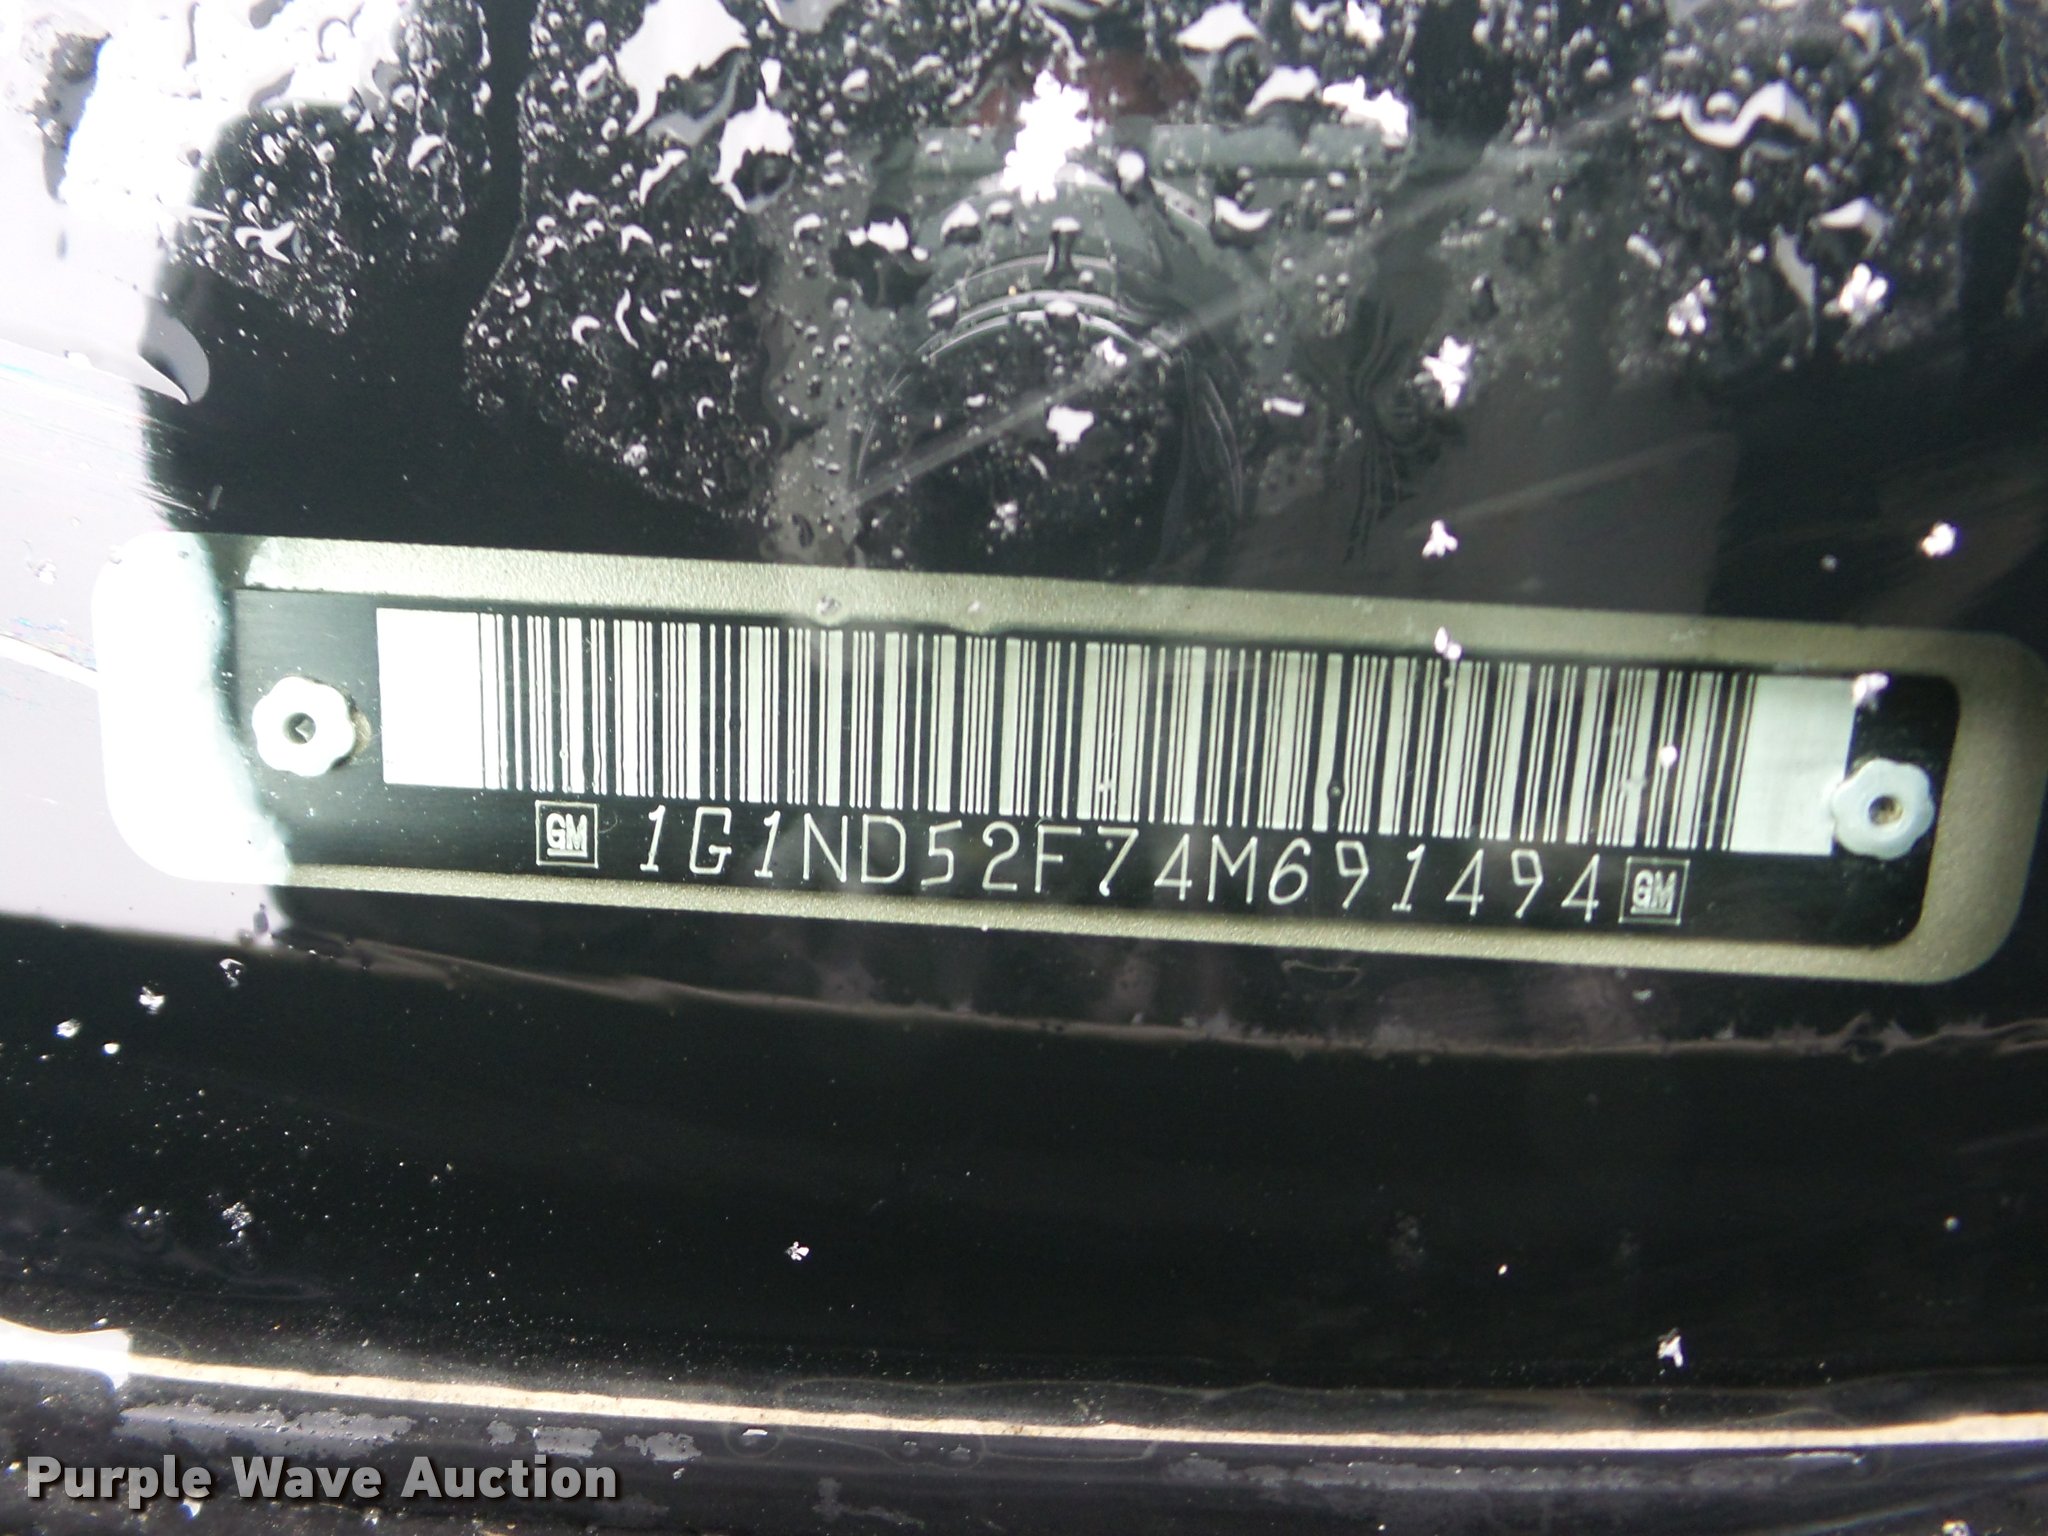 GM 1G1ND52F74M691494 GM
Purple Wave Auction